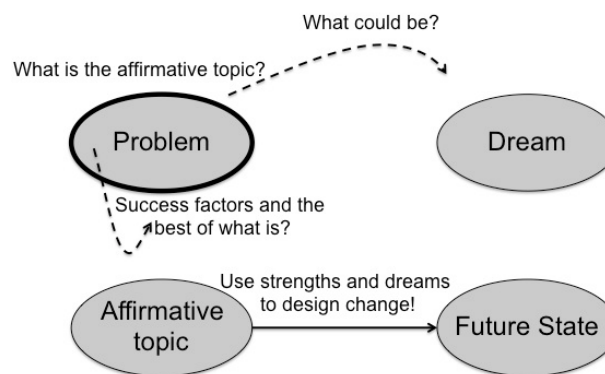 What could be?
What is the affirmative topic?
Problem
Dream
Success factors and the
best of what is?
Use strengths and dreams
to design change!
Affirmative
topic
Future State